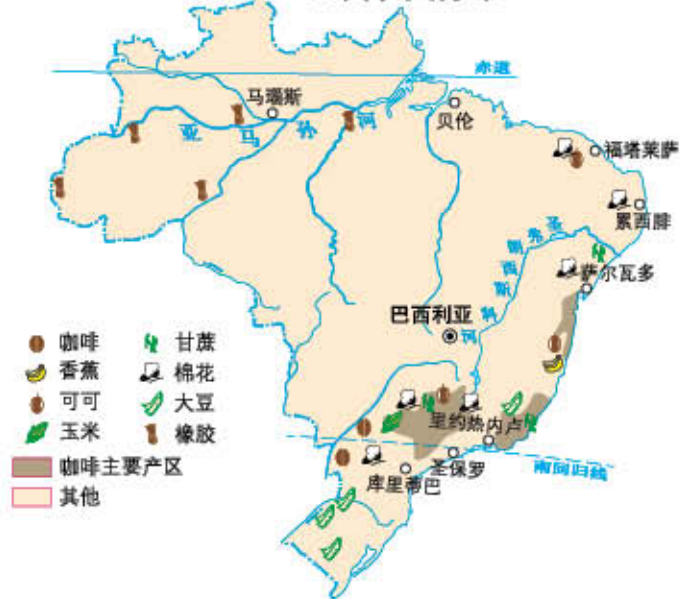 赤道
马瑙斯
亚马孙河
贝伦
福塔莱萨
累西腓
圣弗朗西斯科河
萨尔瓦多
巴西利亚
里约热内卢
圣保罗
南回归线
库里蒂巴
咖啡
甘蔗
香蕉
棉花
可可
大豆
玉米
橡胶
咖啡主要产区
其他